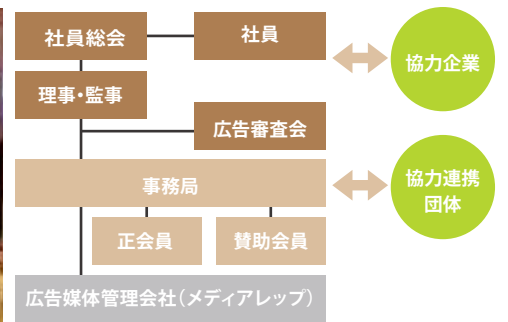 社員総会
社員
協力企業
理事・監事
広告審査会
事務局
協力連携
団体
正会員
賛助会員
広告媒体管理会社（メディアレップ）